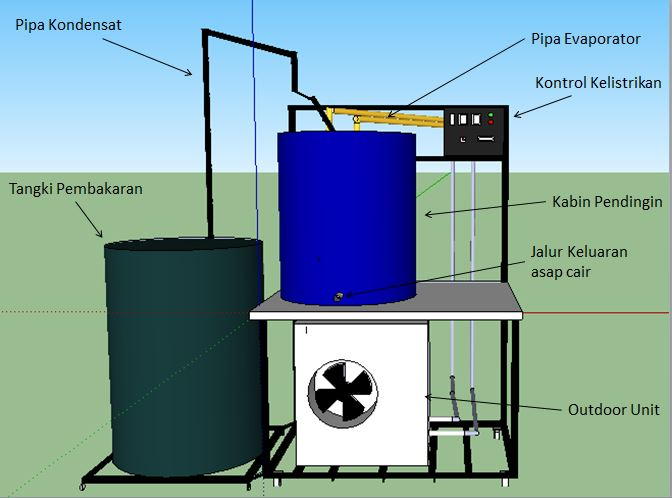 Pipa Kondensat
Pipa Evaporator
Kontrol Kelistrikan
Tangki Pembakaran
Kabin Pendingin
Jalur Keluaran
asap cair
Outdoor Unit